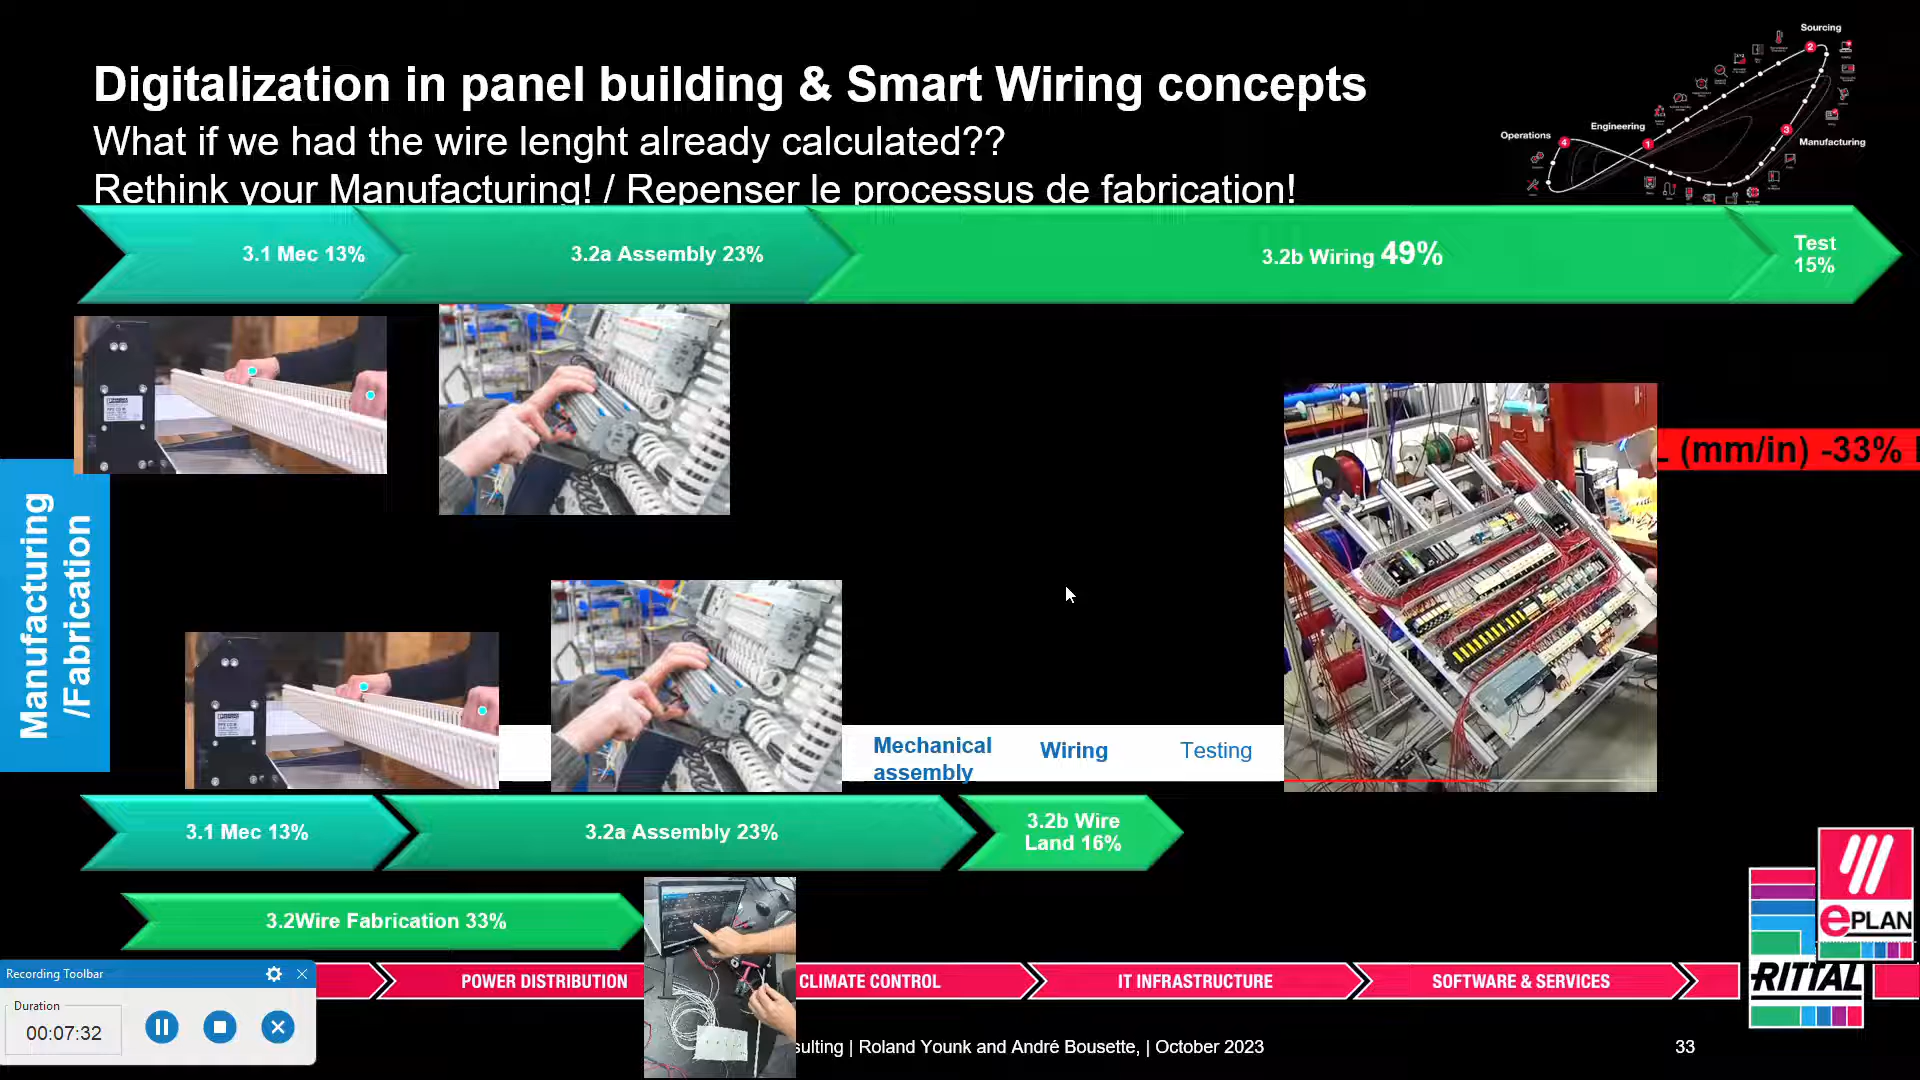 Digitalization in panel building & Smart Wiring concepts
What if we had the wire lenght already calculated??
Rethink your Manufacturing! / Repenser le processus de fabrication!
Sourcing
2
Operations
4
Engineering
1
3
Manufacturing
3.1 Mec 13%
3.2a Assembly 23%
3.2b Wiring 49%
Test
15%
(mm/in) -33%
Manufacturing
/Fabrication
Mechanical
assembly
Wiring
Testing
3.1 Mec 13%
3.2a Assembly 23%
3.2b Wire
Land 16%
3.2Wire Fabrication 33%
POWER DISTRIBUTION
CLIMATE CONTROL
IT INFRASTRUCTURE
SOFTWARE & SERVICES
ePLAN
RITTAL
Recording Toolbar
Duration
00:07:32
sulting | Roland Younk and André Bousette, | October 2023
33